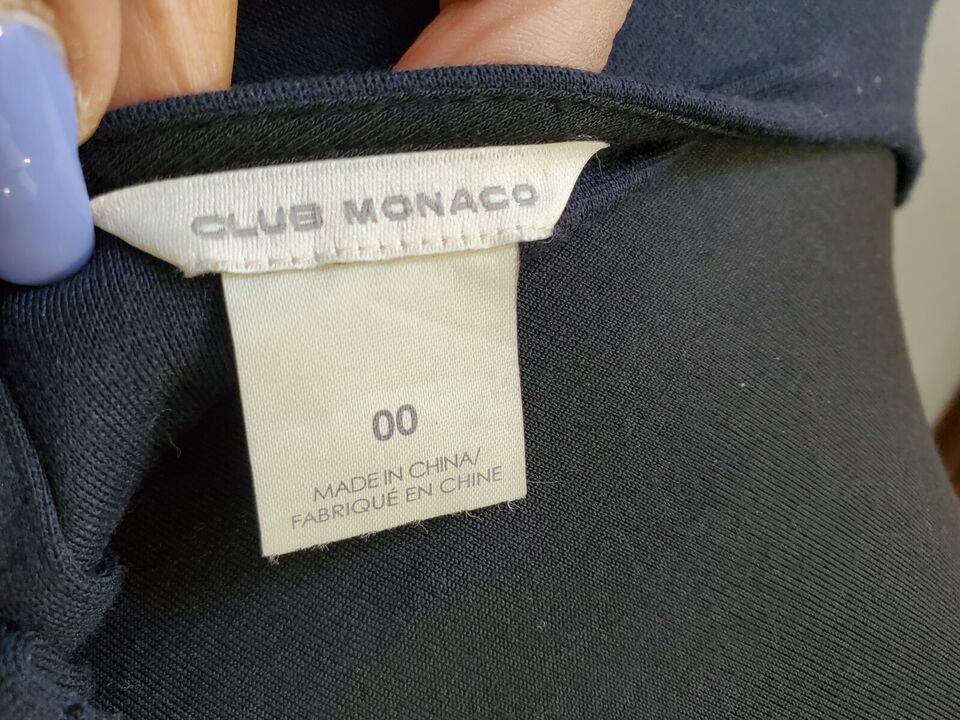 CLUB MONACO
00
MADE IN CHINA/
FABRIQUÉ EN CHINE